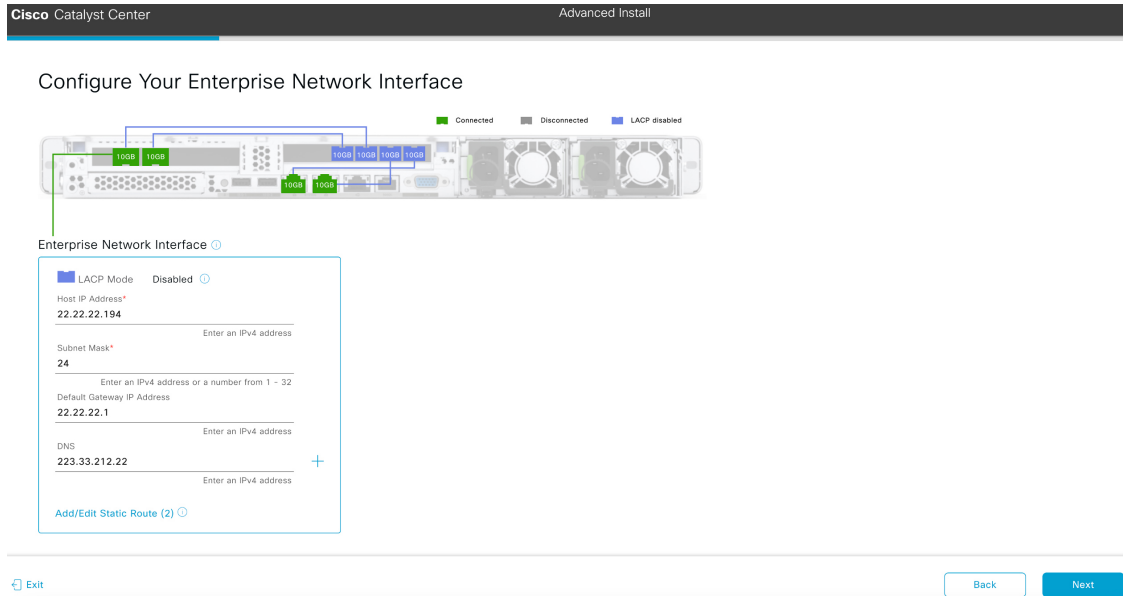 Cisco Catalyst Center
Advanced Install
Configure Your Enterprise Network Interface
Connected
Disconnected
LACP disabled
10GB 10GB
10GB 10GB 10GB 10GB
10GB 10GB
Enterprise Network Interface
LACP Mode Disabled
Host IP Address*
22.22.22.194
Enter an IPv4 address
Subnet Mask*
24
Enter an IPv4 address or a number from 1 - 32
Default Gateway IP Address
22.22.22.1
Enter an IPv4 address
DNS
223.33.212.22
Enter an IPv4 address
Add/Edit Static Route (2)
Exit
Back
Next